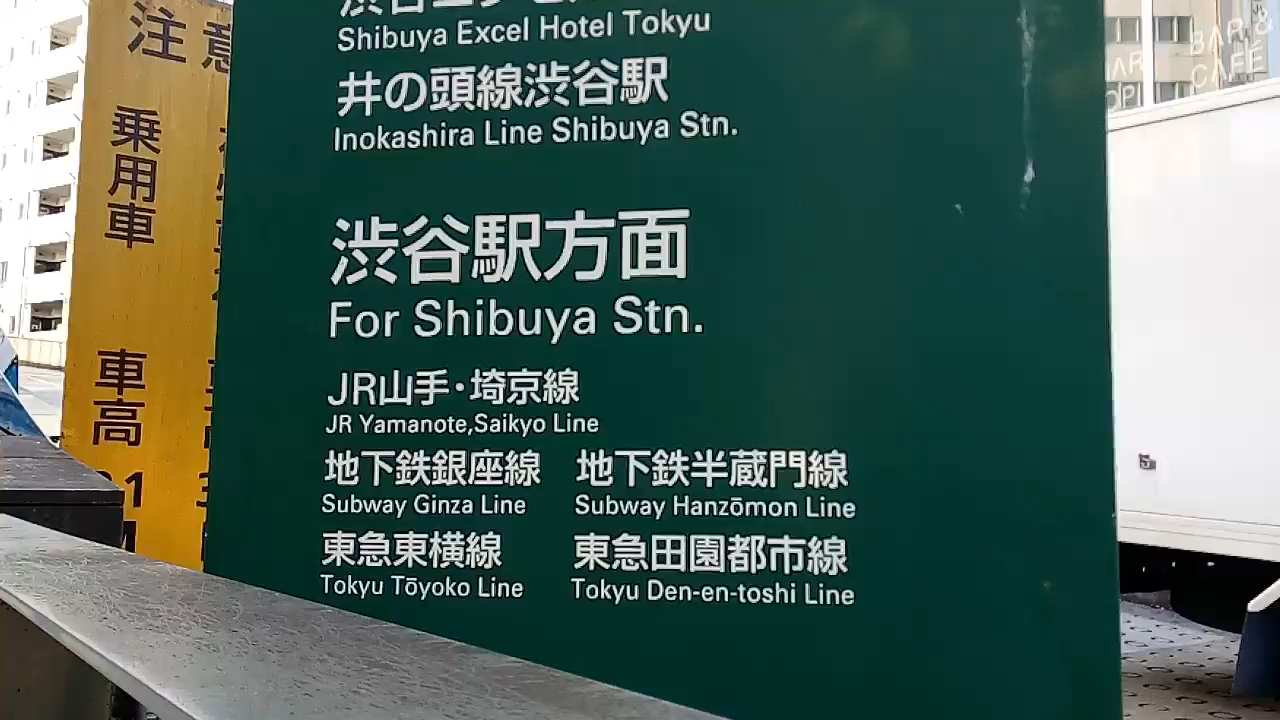 Shibuya Excel Hotel Tokyu
井の頭線渋谷駅
Inokashira Line Shibuya Stn.
渋谷駅方面
For Shibuya Stn.
JR山手・埼京線
JR Yamanote,Saikyo Line
地下鉄銀座線 地下鉄半蔵門線
Subway Ginza Line Subway Hanzōmon Line
東急東横線 東急田園都市線
Tokyu Tōyoko Line Tokyu Den-en-toshi Line
注意
乗用車
車高
BAR &
CAFÉ